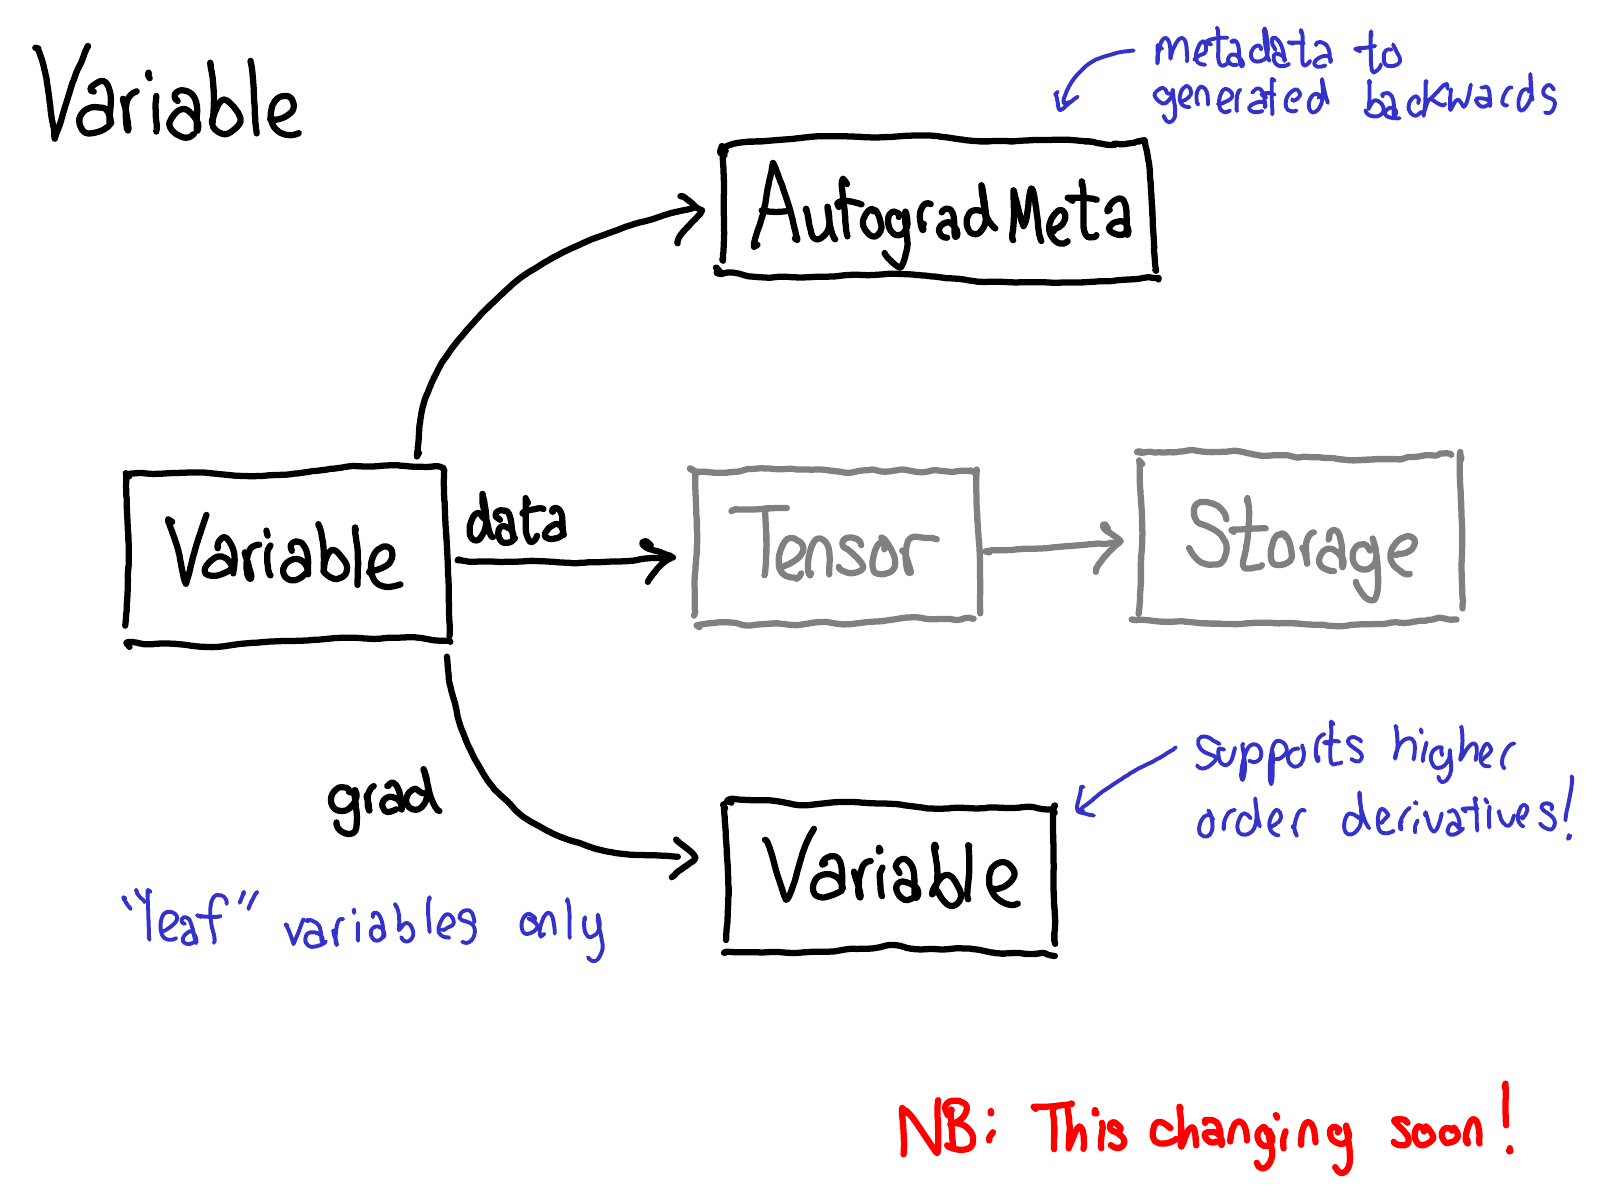 Variable
metadata to
generated backwards
AutogradMeta
Variable
data
Tensor
Storage
grad
supports higher
order derivatives!
Variable
"leaf" variables only
NB: This changing soon!